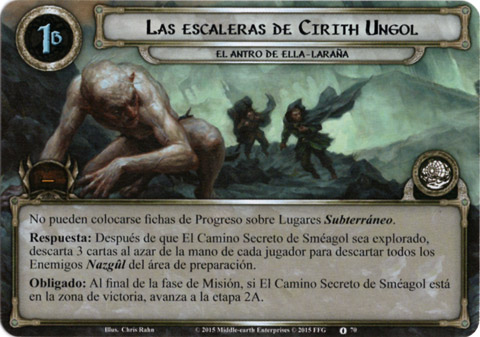 1B
Las escaleras de Cirith Ungol
El antro de Ella-Laraña
–
No pueden colocarse fichas de Progreso sobre Lugares Subterráneo.
Respuesta: Después de que El Camino Secreto de Sméagol sea explorado,
descarta 3 cartas al azar de la mano de cada jugador para descartar todos los
Enemigos Nazgûl del área de preparación.
Obligado: Al final de la fase de Misión, si El Camino Secreto de Sméagol está
en la zona de victoria, avanza a la etapa 2A.
Illus. Chris Rahn © 2015 Middle-earth Enterprises © 2015 FFG 70